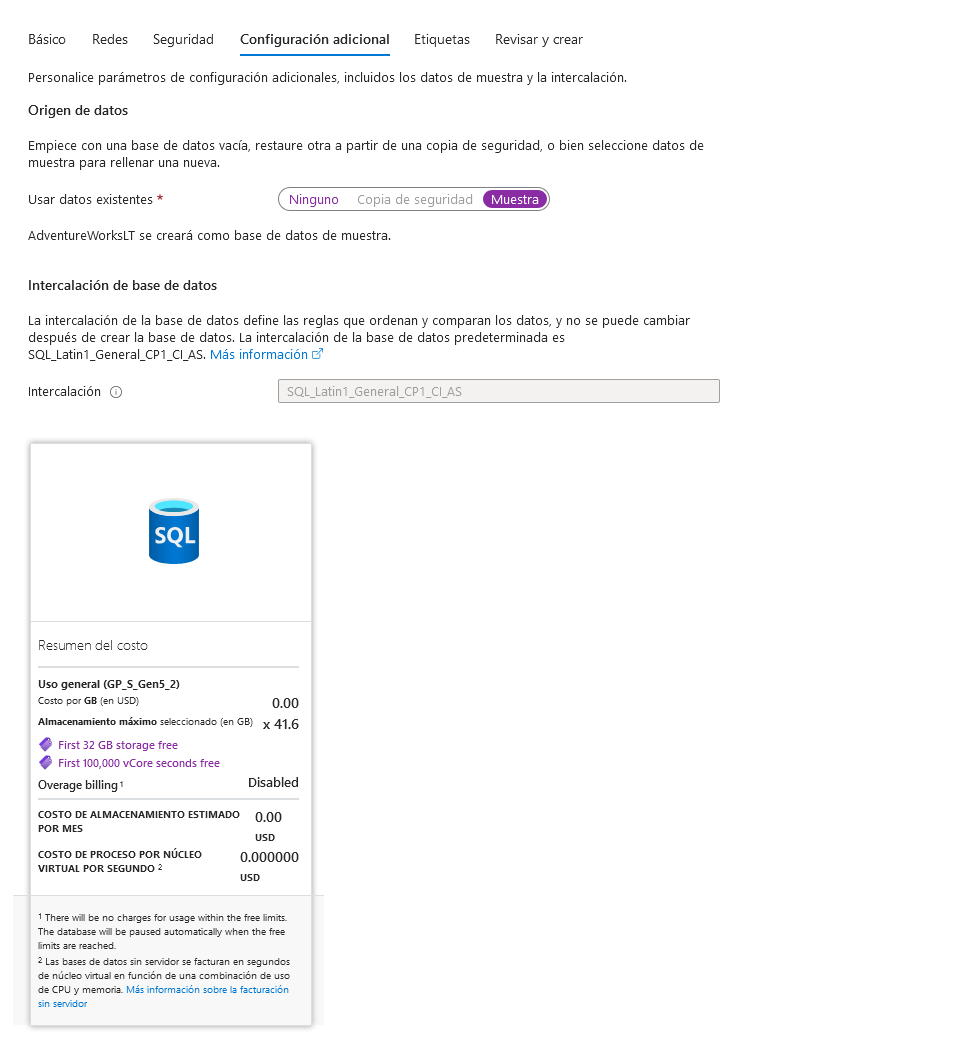 Básico Redes Seguridad Configuración adicional Etiquetas Revisar y crear
Personalice parámetros de configuración adicionales, incluidos los datos de muestra y la intercalación.
Origen de datos
Empiece con una base de datos vacía, restaure otra a partir de una copia de seguridad, o bien seleccione datos de
muestra para rellenar una nueva.
Usar datos existentes * Ninguno Copia de seguridad Muestra
AdventureWorksLT se creará como base de datos de muestra.
Intercalación de base de datos
La intercalación de la base de datos define las reglas que ordenan y comparan los datos, y no se puede cambiar
después de crear la base de datos. La intercalación de la base de datos predeterminada es
SQL_Latin1_General_CP1_CI_AS. Más información
Intercalación SQL_Latin1_General_CP1_CI_AS
SQL
Resumen del costo
Uso general (GP_S_Gen5_2)
Costo por GB (en USD) 0.00
Almacenamiento máximo seleccionado (en GB) x 41.6
First 32 GB storage free
First 100,000 vCore seconds free
Overage billing 1 Disabled
COSTO DE ALMACENAMIENTO ESTIMADO 0.00
POR MES USD
COSTO DE PROCESO POR NÚCLEO 0.000000
VIRTUAL POR SEGUNDO 2 USD
1 There will be no charges for usage within the free limits.
The database will be paused automatically when the free
limits are reached.
2 Las bases de datos sin servidor se facturan en segundos
de núcleo virtual en función de una combinación de uso
de CPU y memoria. Más información sobre la facturación
sin servidor